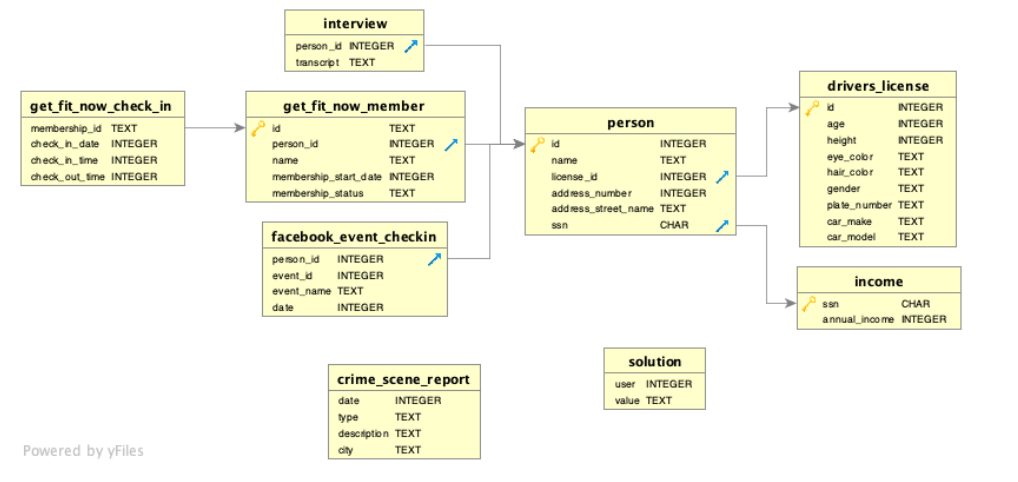 interview
person_id INTEGER
transcript TEXT
get_fit_now_check_in
membership_id TEXT
check_in_date INTEGER
check_in_time INTEGER
check_out_time INTEGER
get_fit_now_member
id TEXT
person_id INTEGER
name TEXT
membership_start_date INTEGER
membership_status TEXT
facebook_event_checkin
person_id INTEGER
event_id INTEGER
event_name TEXT
date INTEGER
person
id INTEGER
name TEXT
license_id INTEGER
address_number INTEGER
address_street_name TEXT
ssn CHAR
drivers_license
id INTEGER
age INTEGER
height INTEGER
eye_color TEXT
hair_color TEXT
gender TEXT
plate_number TEXT
car_make TEXT
car_model TEXT
income
ssn CHAR
annual_income INTEGER
solution
user INTEGER
value TEXT
crime_scene_report
date INTEGER
type TEXT
description TEXT
city TEXT
Powered by yFiles